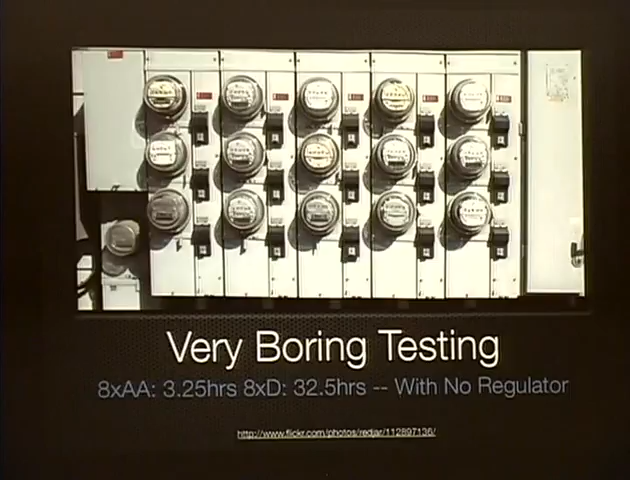 Very Boring Testing
8xAA: 3.25hrs 8xD: 32.5hrs -- With No Regulator
http://www.flickr.com/photos/redjar/112897136/